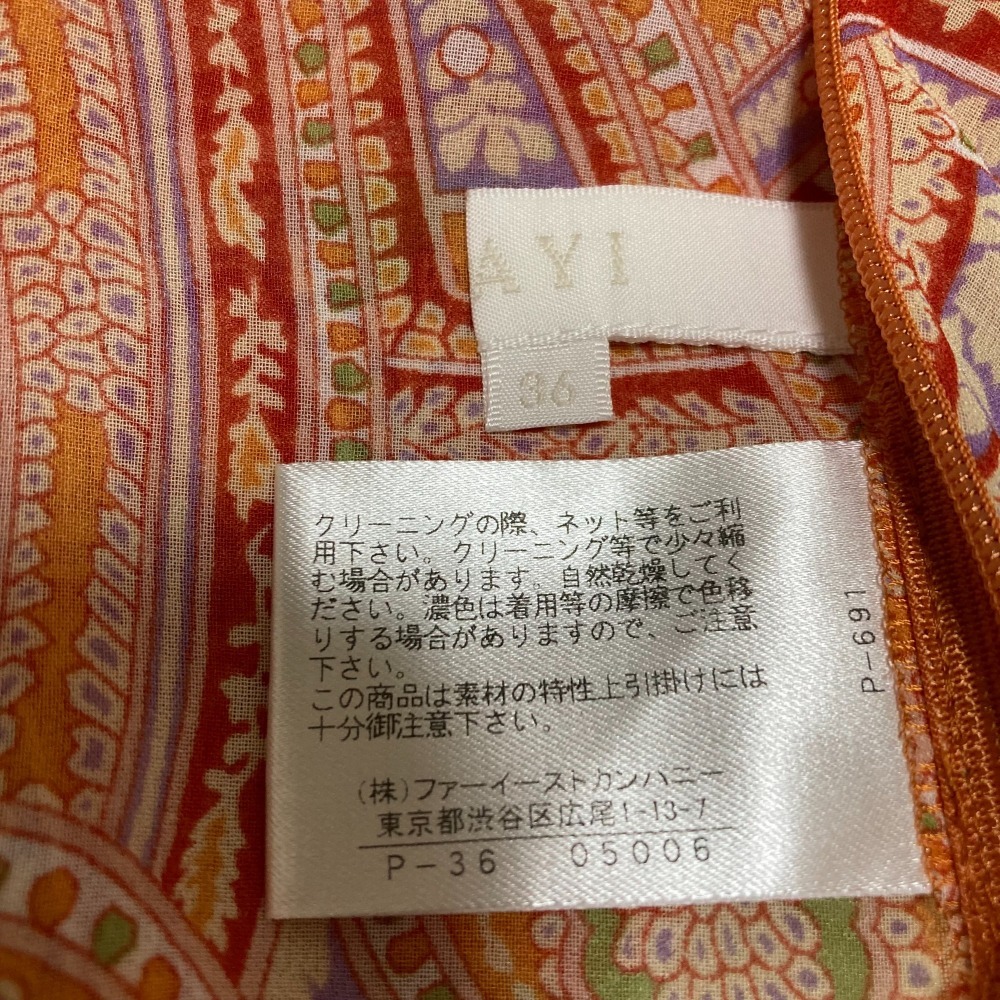 AYI
36
クリーニングの際、ネット等をご利
用下さい。クリーニング等で少々縮
む場合があります。自然乾燥してく
ださい。濃色は着用等の摩擦で色移
りする場合がありますので、ご注意
下さい。
この商品は素材の特性上引掛けには
十分御注意下さい。
(株)ファーイーストカンパニー
東京都渋谷区広尾1-13-7
P-36 05006
P-691